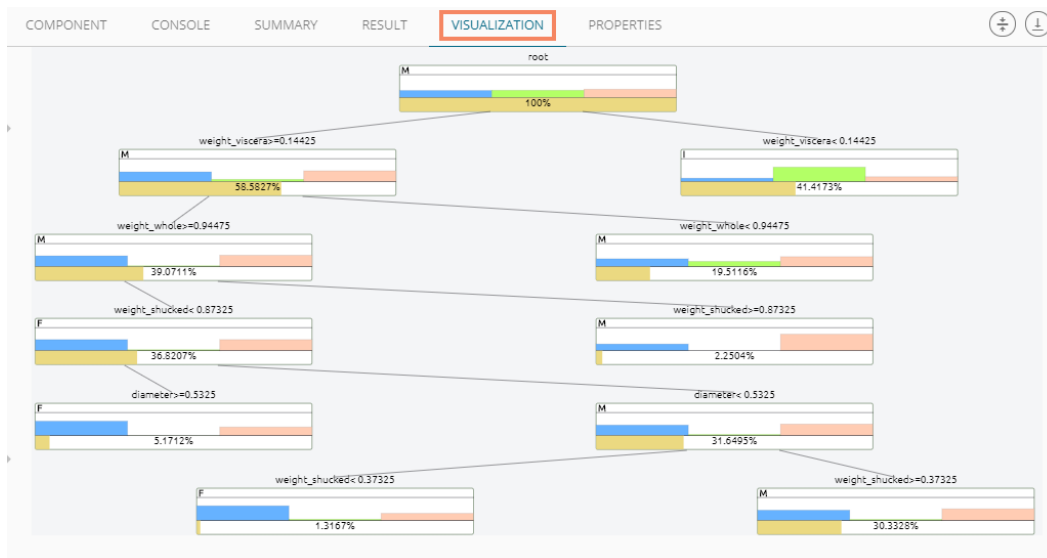 COMPONENT CONSOLE SUMMARY RESULT VISUALIZATION PROPERTIES
root
M
100%
weight_viscera>=0.14425 weight_viscera< 0.14425
M I
58.5827% 41.4173%
weight_whole>=0.94475 weight_whole< 0.94475
M M
39.0711% 19.5116%
weight_shucked< 0.87325 weight_shucked>=0.87325
F M
36.8207% 2.2504%
diameter>=0.5325 diameter< 0.5325
F M
5.1712% 31.6495%
weight_shucked< 0.37325 weight_shucked>=0.37325
F M
1.3167% 30.3328%